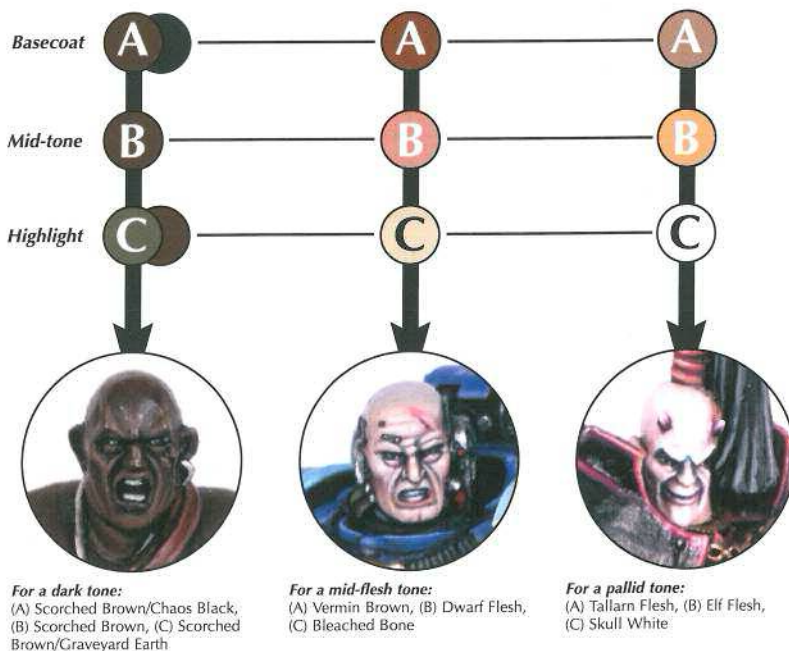 Basecoat A A A
Mid-tone B B B
Highlight C C C
For a dark tone:
(A) Scorched Brown/Chaos Black,
(B) Scorched Brown, (C) Scorched
Brown/Graveyard Earth
For a mid-flesh tone:
(A) Vermin Brown, (B) Dwarf Flesh,
(C) Bleached Bone
For a pallid tone:
(A) Tallarn Flesh, (B) Elf Flesh,
(C) Skull White